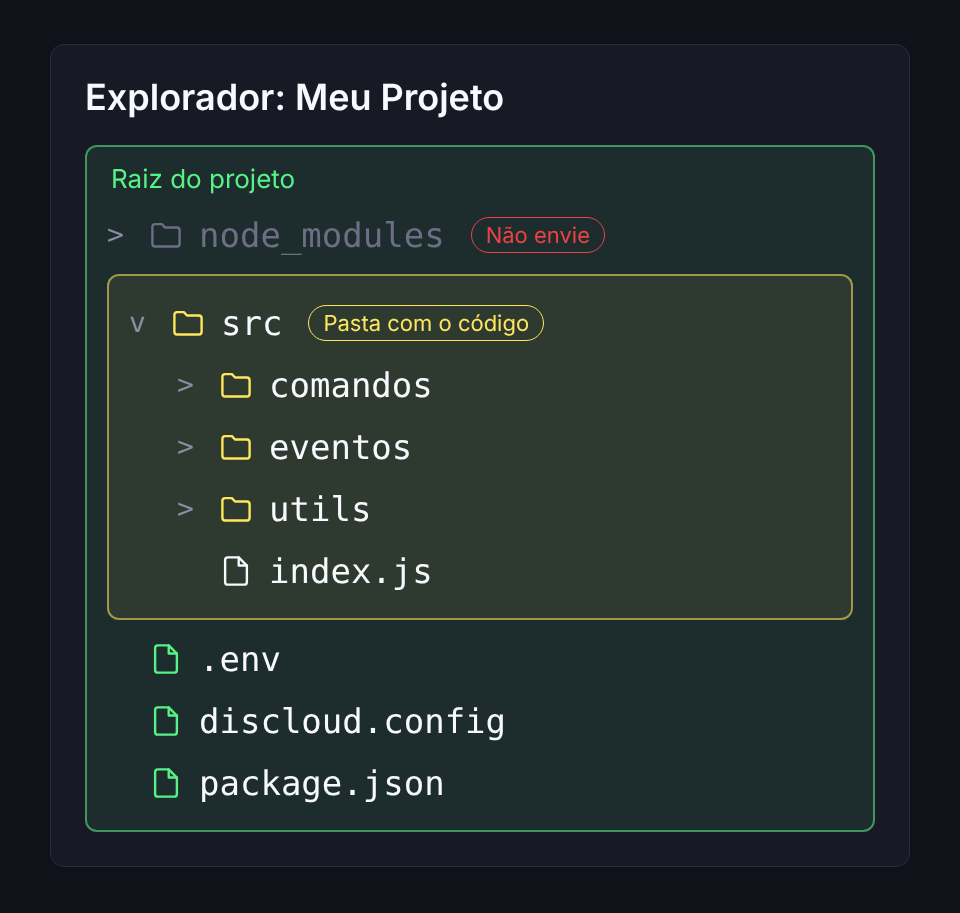 Explorador: Meu Projeto
Raiz do projeto
> node_modules Não envie
v src Pasta com o código
> comandos
> eventos
> utils
index.js
.env
discloud.config
package.json